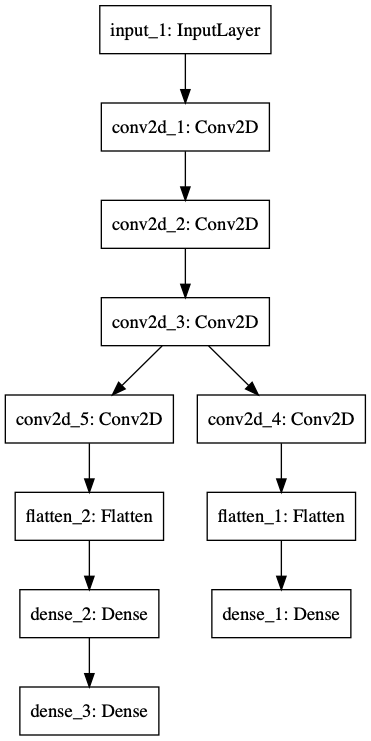 input_1: InputLayer
conv2d_1: Conv2D
conv2d_2: Conv2D
conv2d_3: Conv2D
conv2d_5: Conv2D
conv2d_4: Conv2D
flatten_2: Flatten
flatten_1: Flatten
dense_2: Dense
dense_1: Dense
dense_3: Dense